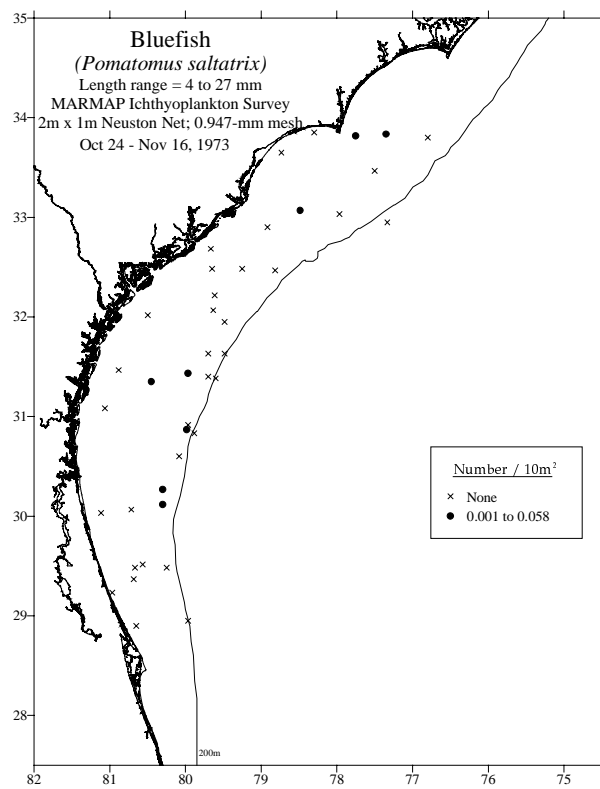 Bluefish
(Pomatomus saltatrix)
Length range = 4 to 27 mm
MARMAP Ichthyoplankton Survey
2m x 1m Neuston Net; 0.947-mm mesh
Oct 24 - Nov 16, 1973
35
34
33
32
31
30
29
28
Number / 10m²
× None
● 0.001 to 0.058
200m
82 81 80 79 78 77 76 75